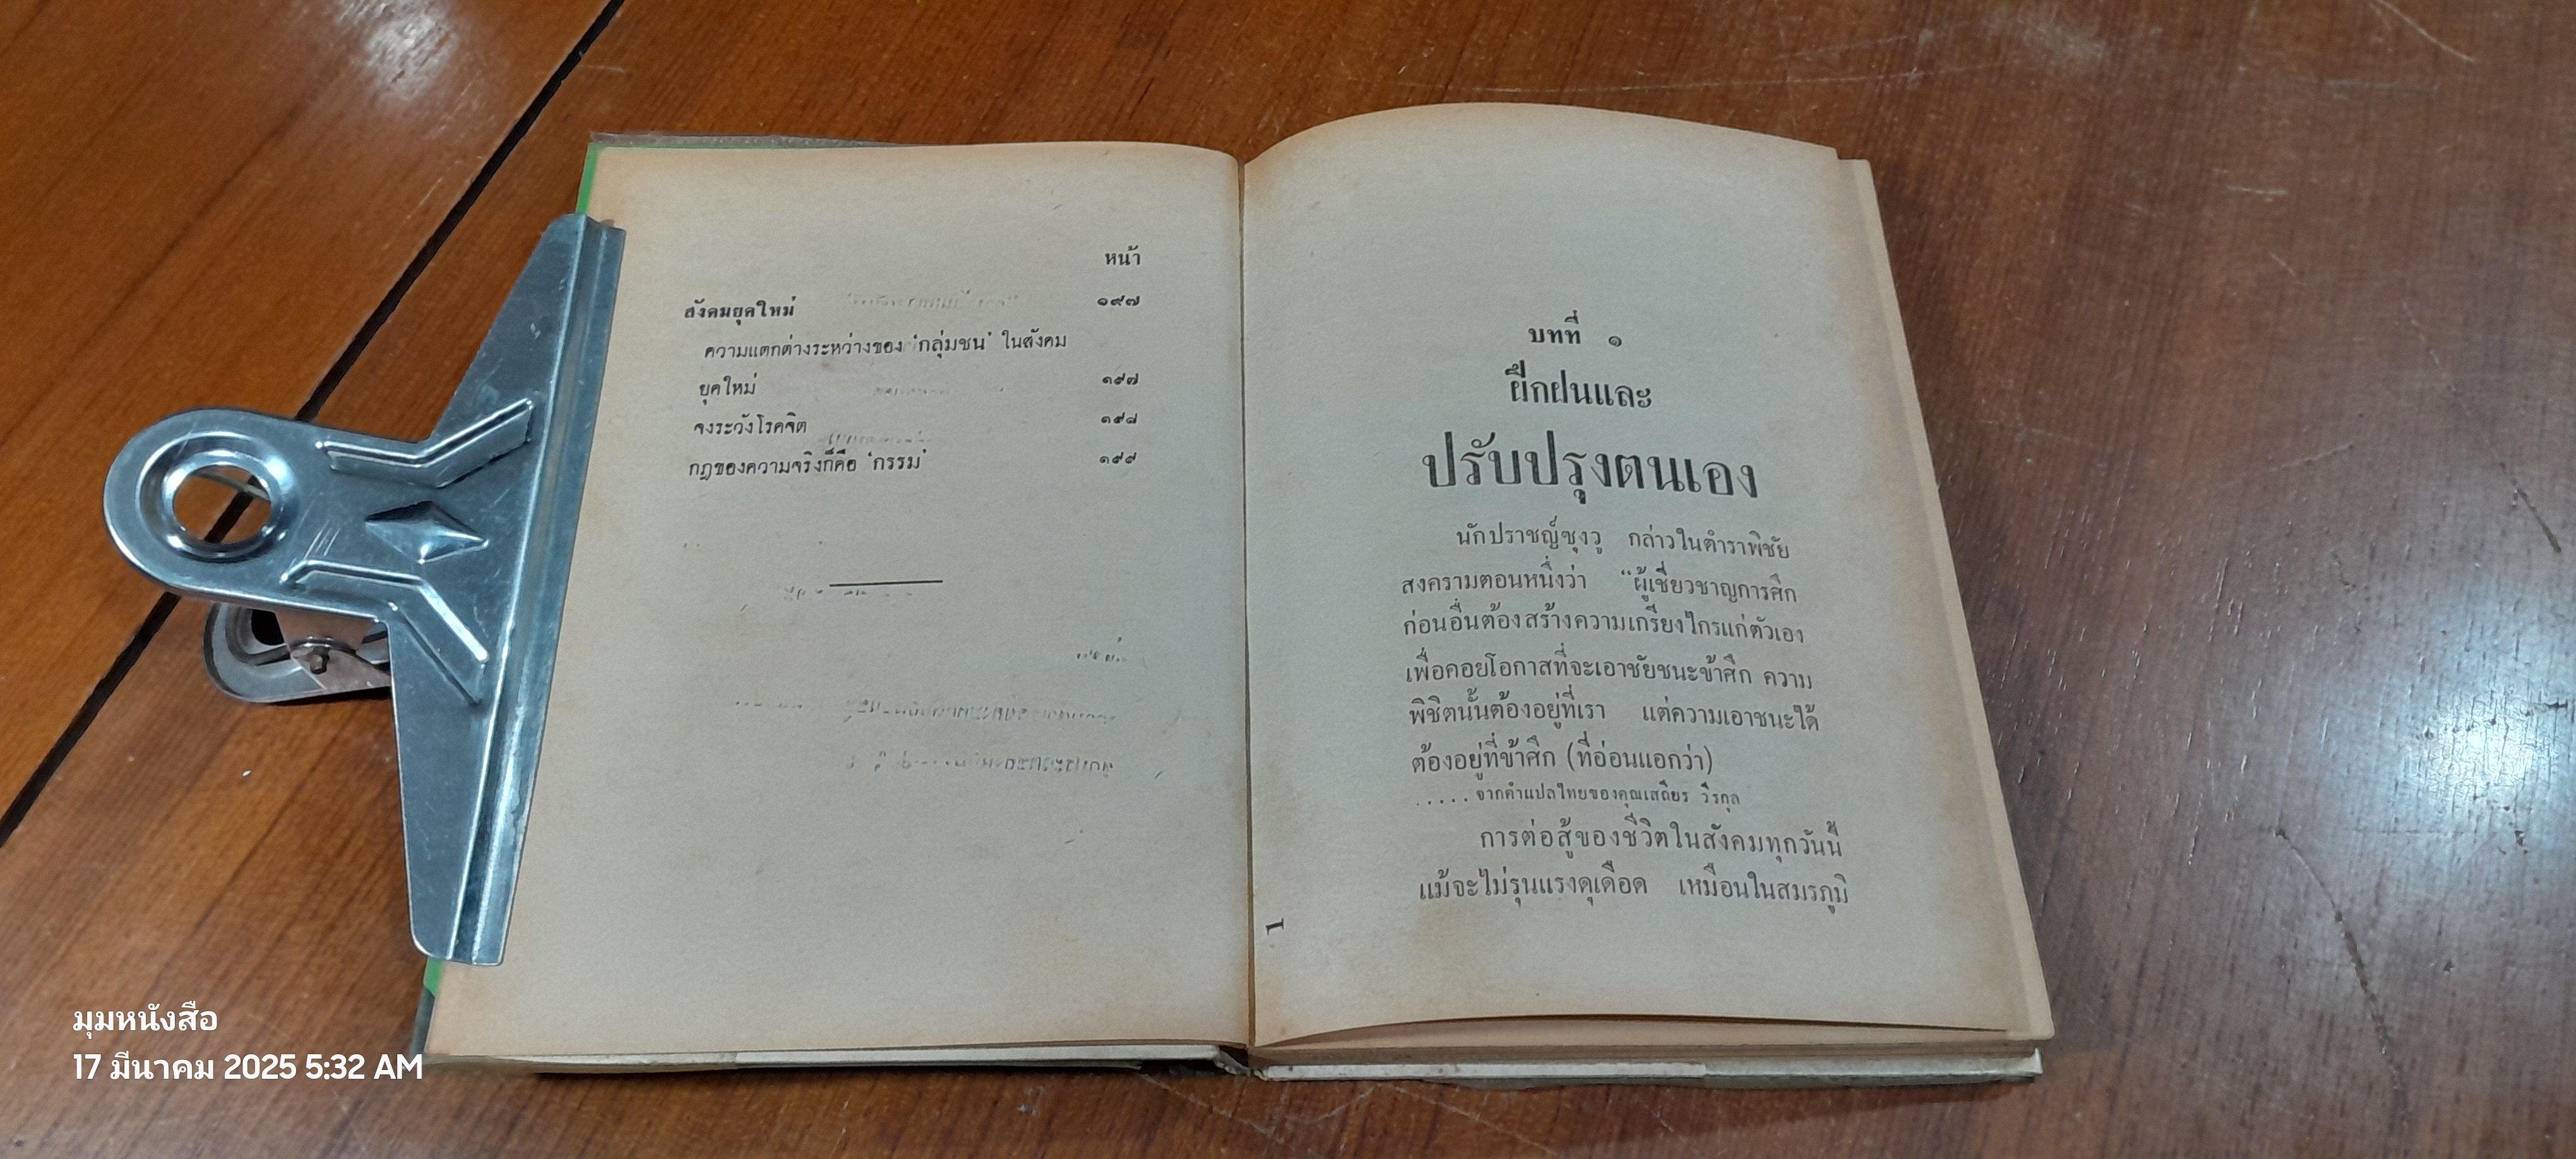 หน้า
สังคมยุคใหม่ ๑๙๗
ความแตกต่างระหว่างของ 'กลุ่มชน' ในสังคม
ยุคใหม่ ๑๙๗
จงระวังโรคจิต ๑๙๘
กฎของความจริงก็คือ 'กรรม' ๑๙๙
บทที่ ๑
ฝึกฝนและ
ปรับปรุงตนเอง
นักปราชญ์ซุงวู กล่าวในตำราพิชัย
สงครามตอนหนึ่งว่า “ผู้เชี่ยวชาญการศึก
ก่อนอื่นต้องสร้างความเกรียงไกรแก่ตัวเอง
เพื่อคอยโอกาสที่จะเอาชัยชนะข้าศึก ความ
พิชิตนั้นต้องอยู่ที่เรา แต่ความเอาชนะได้
ต้องอยู่ที่ข้าศึก (ที่อ่อนแอกว่า)
.....จากคำแปลไทยของคุณเสถียร วีรกุล
การต่อสู้ของชีวิตในสังคมทุกวันนี้
แม้จะไม่รุนแรงดุเดือด เหมือนในสมรภูมิ
1
มุมหนังสือ
17 มีนาคม 2025 5:32 AM